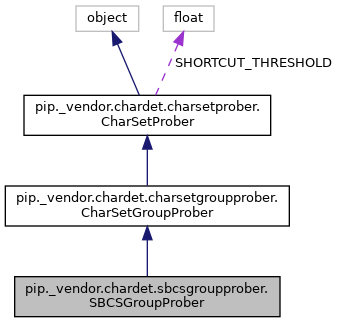 object
float
SHORTCUT_THRESHOLD
pip._vendor.chardet.charsetprober.
CharSetProber
pip._vendor.chardet.charsetgroupprober.
CharSetGroupProber
pip._vendor.chardet.sbcsgroupprober.
SBCSGroupProber